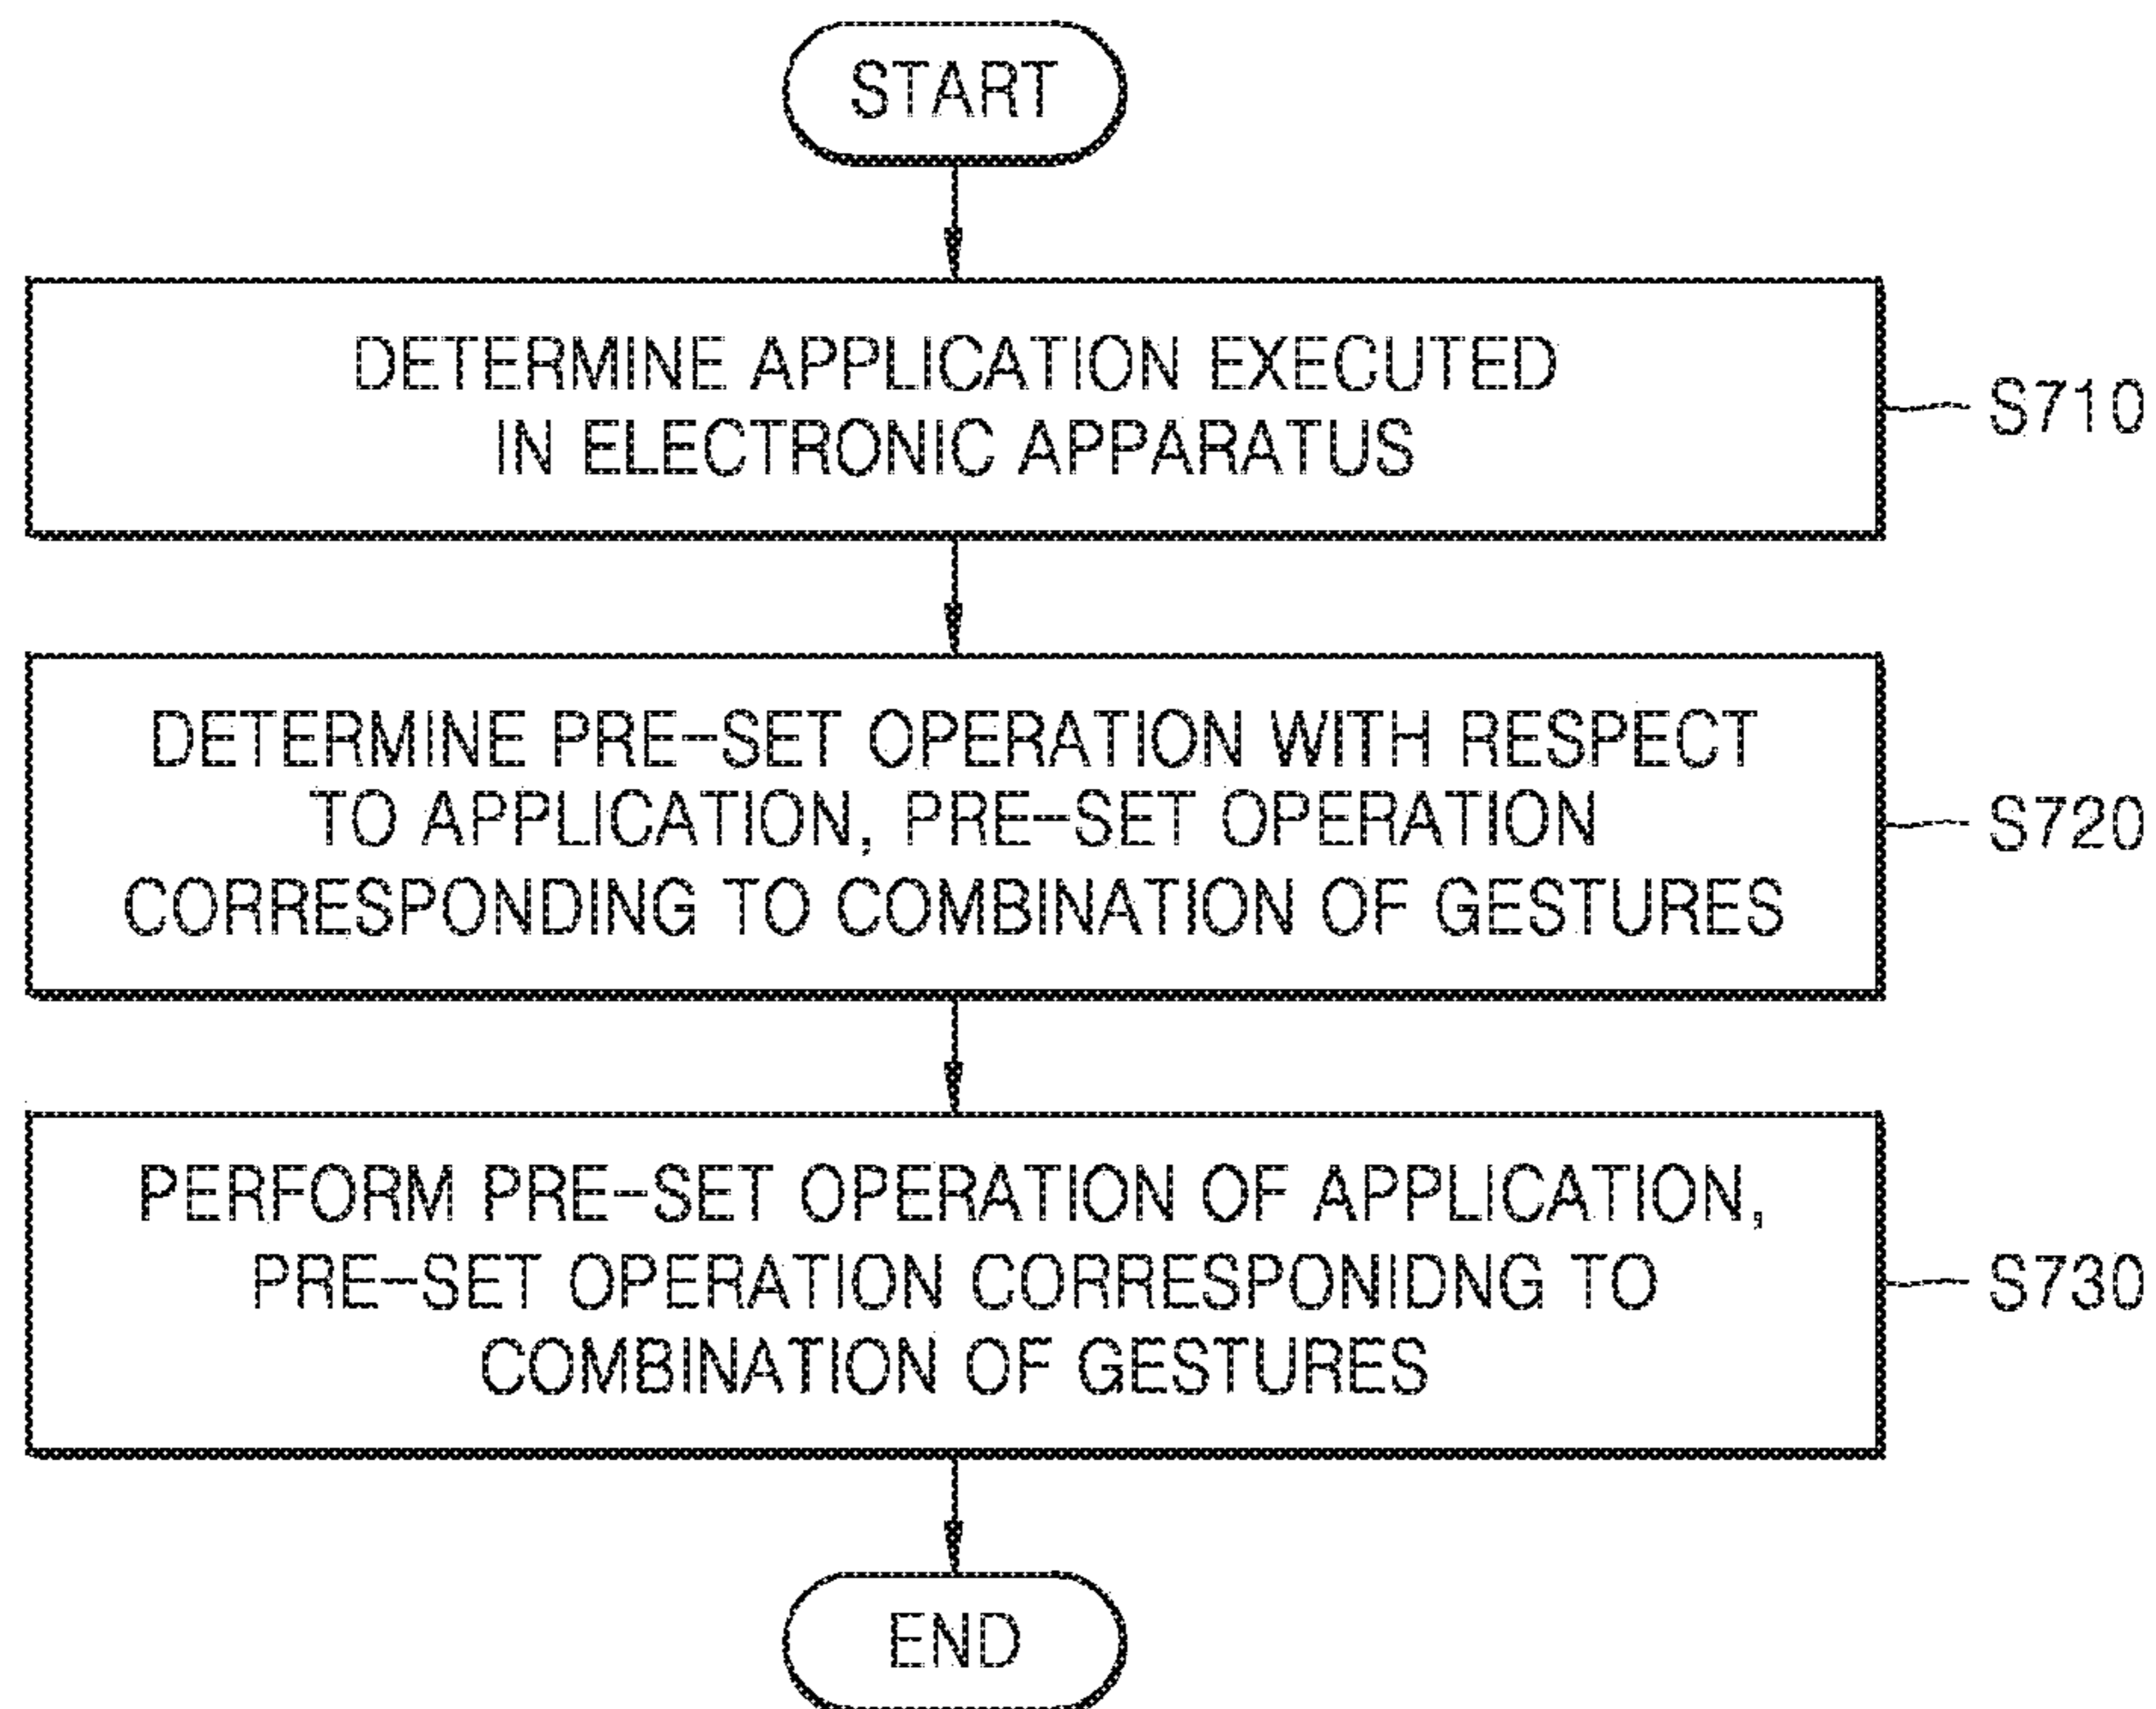 START
DETERMINE APPLICATION EXECUTED
IN ELECTRONIC APPARATUS
S710
DETERMINE PRE-SET OPERATION WITH RESPECT
TO APPLICATION, PRE-SET OPERATION
CORRESPONDING TO COMBINATION OF GESTURES
S720
PERFORM PRE-SET OPERATION OF APPLICATION,
PRE-SET OPERATION CORRESPONIDNG TO
COMBINATION OF GESTURES
S730
END